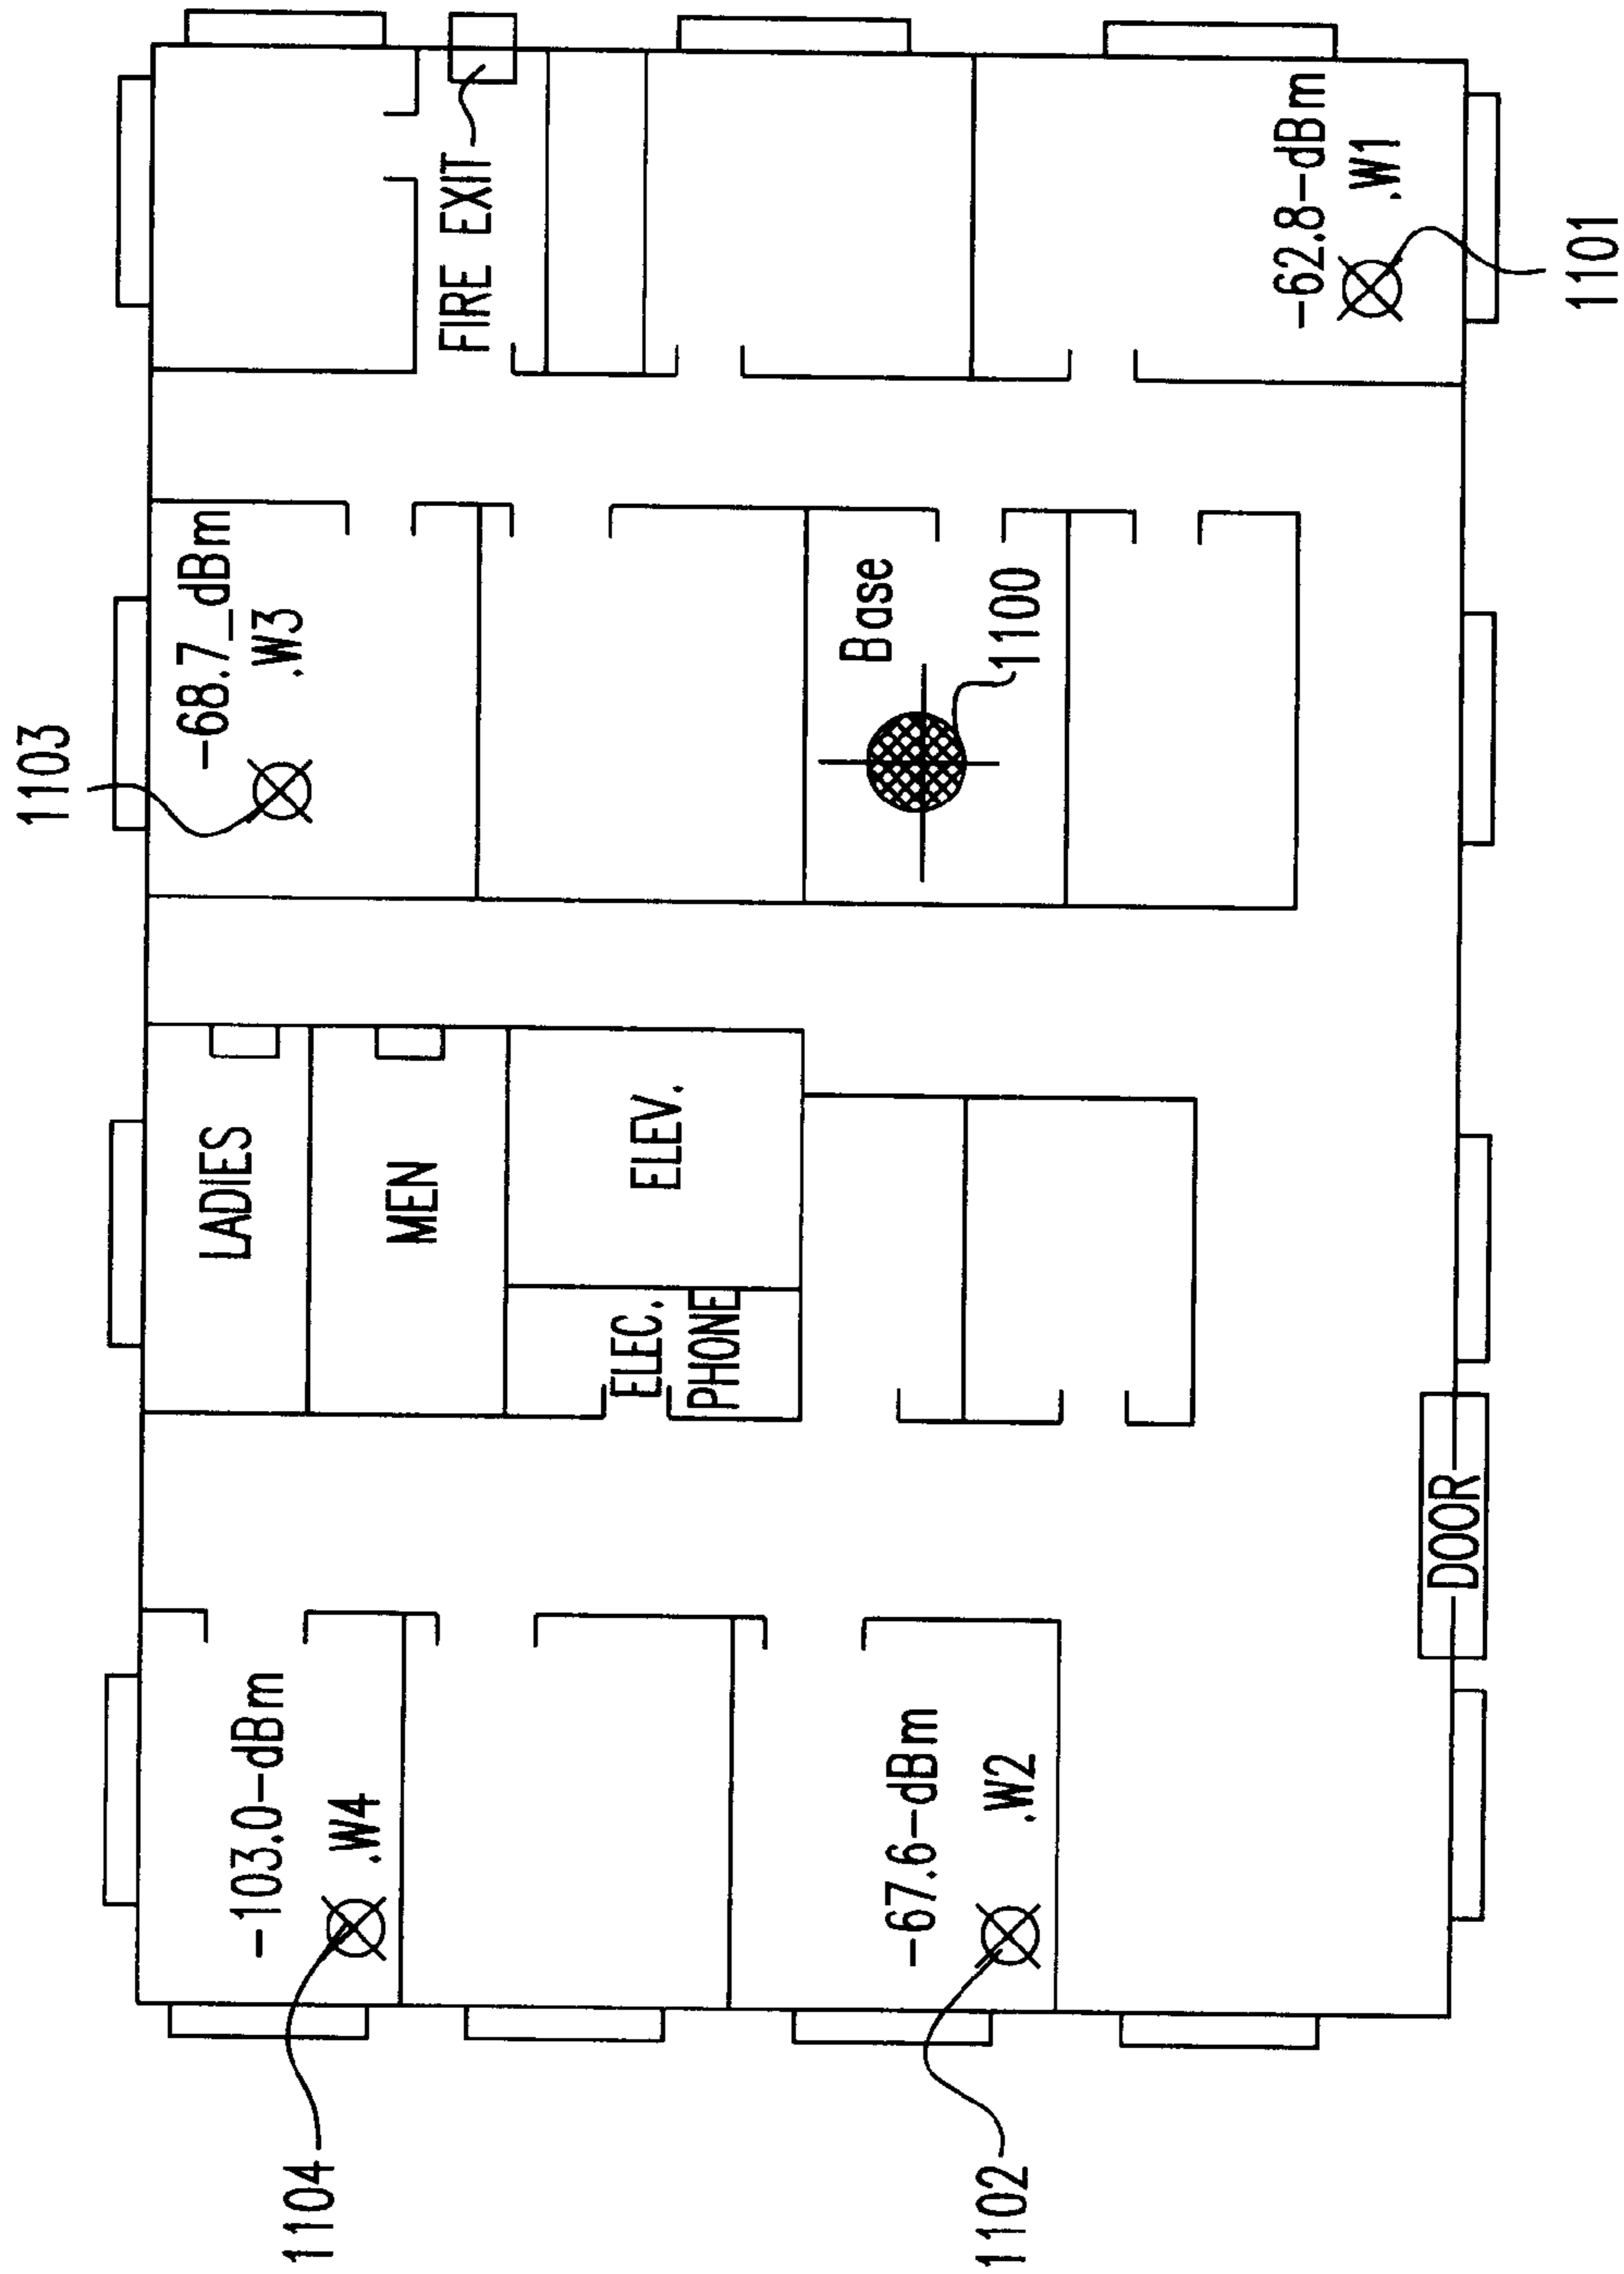 1104
1103
-103.0-dBm
.W4
LADIES
MEN
ELEC.
PHONE
ELEV.
-68.7_dBm
.W3
FIRE EXIT
-67.6-dBm
.W2
Base
1100
-62.8-dBm
.W1
DOOR
1102
1101